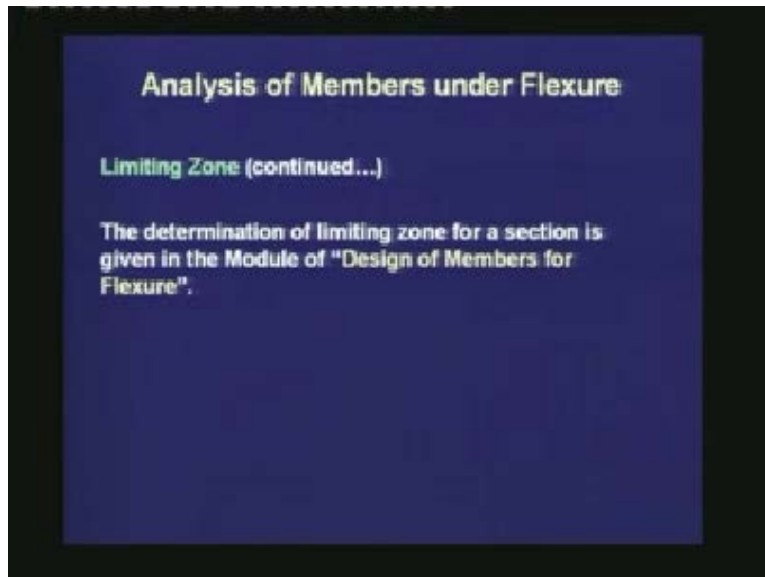 Analysis of Members under Flexure
Limiting Zone (continued...)
The determination of limiting zone for a section is
given in the Module of "Design of Members for
Flexure".